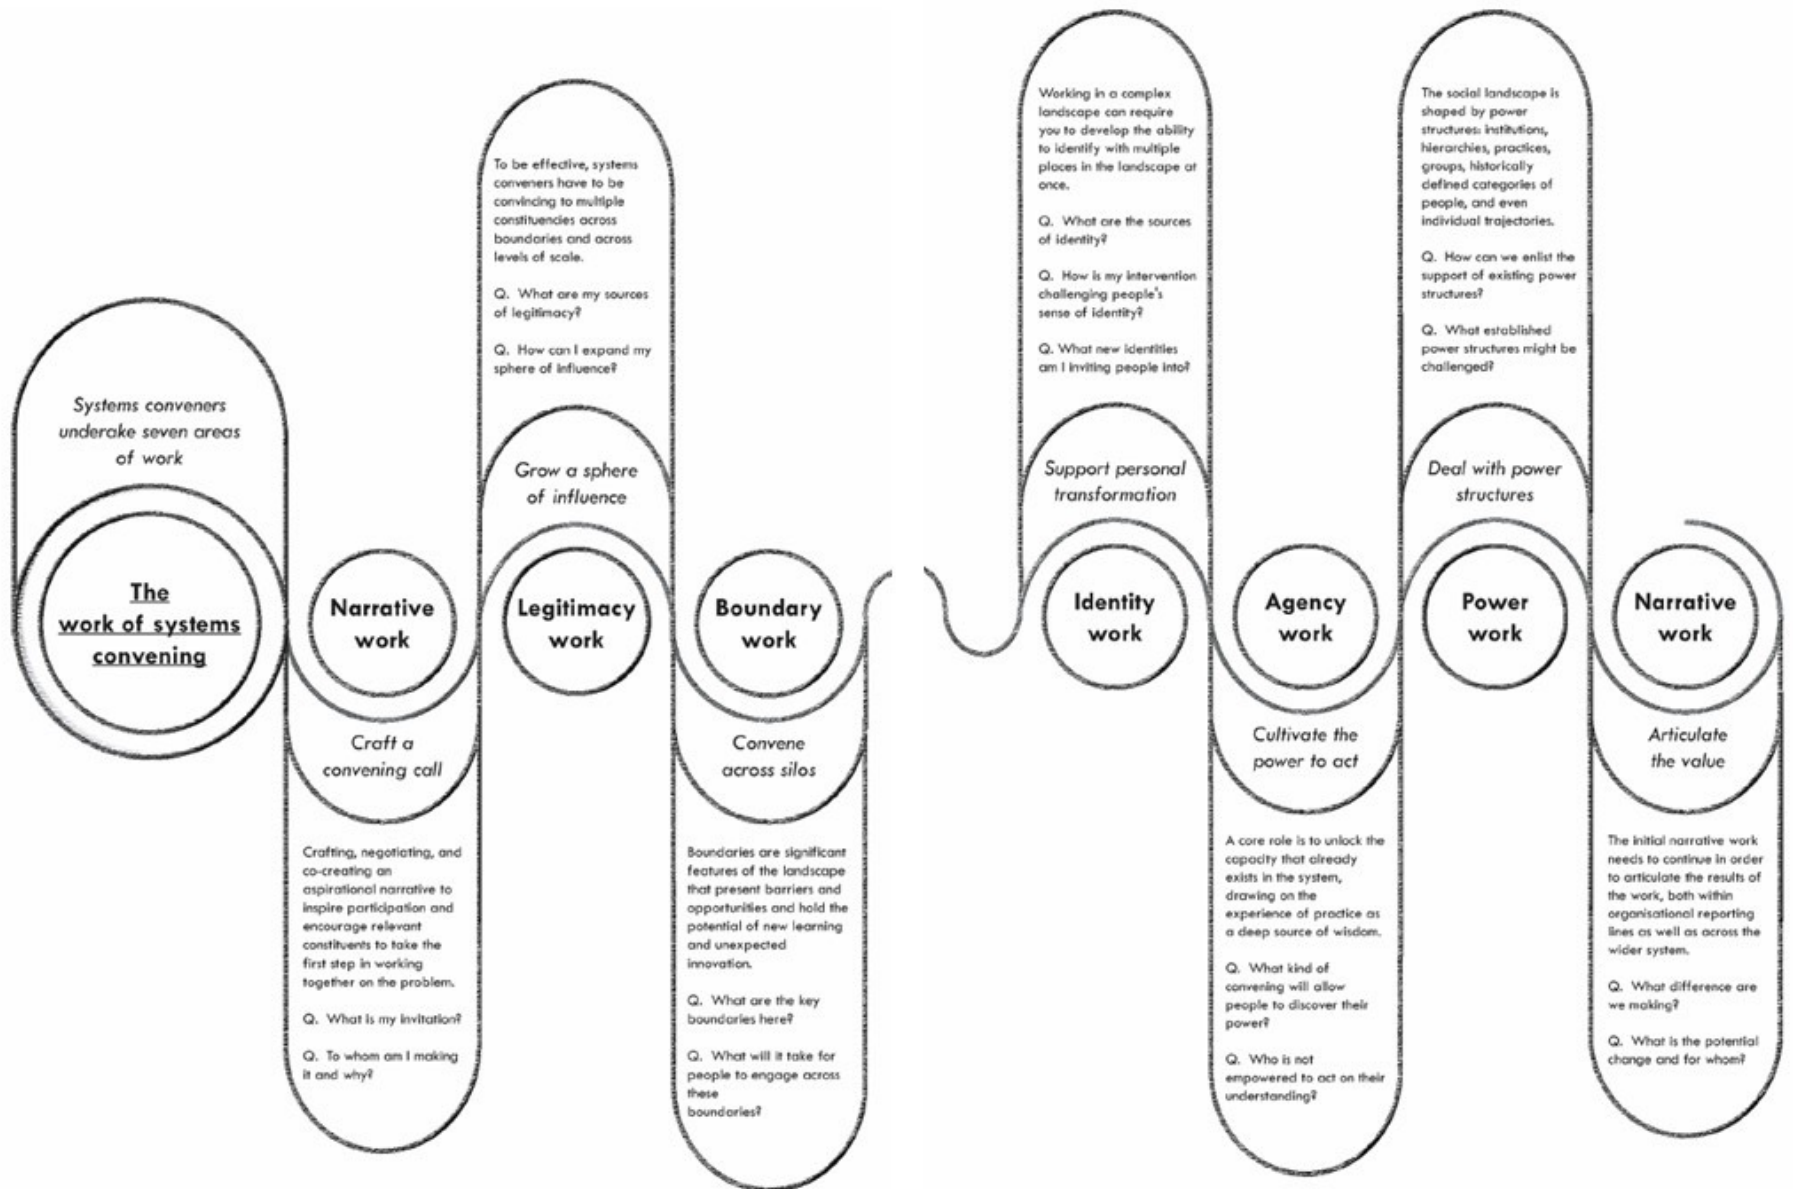 Systems conveners
underake seven areas
of work
The
work of systems
convening
Narrative
work
Craft a
convening call
Crafting, negotiating, and
co-creating an
aspirational narrative to
inspire participation and
encourage relevant
constituents to take the
first step in working
together on the problem.
Q. What is my invitation?
Q. To whom am I making
it and why?
To be effective, systems
conveners have to be
convincing to multiple
constituencies across
boundaries and across
levels of scale.
Q. What are my sources
of legitimacy?
Q. How can I expand my
sphere of influence?
Grow a sphere
of influence
Legitimacy
work
Boundary
work
Convene
across silos
Boundaries are significant
features of the landscape
that present barriers and
opportunities and hold the
potential of new learning
and unexpected
innovation.
Q. What are the key
boundaries here?
Q. What will it take for
people to engage across
these
boundaries?
Working in a complex
landscape can require
you to develop the ability
to identify with multiple
places in the landscape at
once.
Q. What are the sources
of identity?
Q. How is my intervention
challenging people's
sense of identity?
Q. What new identities
am I inviting people into?
Support personal
transformation
Identity
work
Agency
work
Cultivate the
power to act
A core role is to unlock the
capacity that already
exists in the system,
drawing on the
experience of practice as
a deep source of wisdom.
Q. What kind of
convening will allow
people to discover their
power?
Q. Who is not
empowered to act on their
understanding?
The social landscape is
shaped by power
structures: institutions,
hierarchies, practices,
groups, historically
defined categories of
people, and even
individual trajectories.
Q. How can we enlist the
support of existing power
structures?
Q. What established
power structures might be
challenged?
Deal with power
structures
Power
work
Narrative
work
Articulate
the value
The initial narrative work
needs to continue in order
to articulate the results of
the work, both within
organisational reporting
lines as well as across the
wider system.
Q. What difference are
we making?
Q. What is the potential
change and for whom?